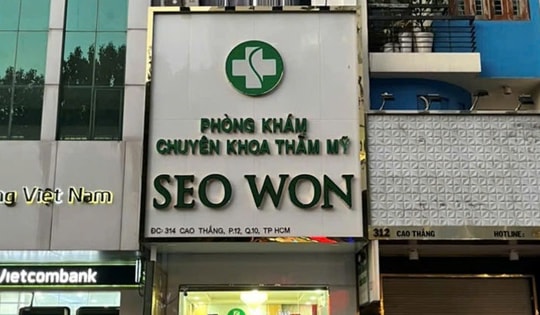 PHÒNG KHÁM
CHUYÊN KHOA THẨM MỸ
SEO WON
ĐC: 314 CAO THẮNG, P.12, Q.10, TP HCM
ng Việt Nam
Vietcombank
312 CAO THẮNG HOTLINE: